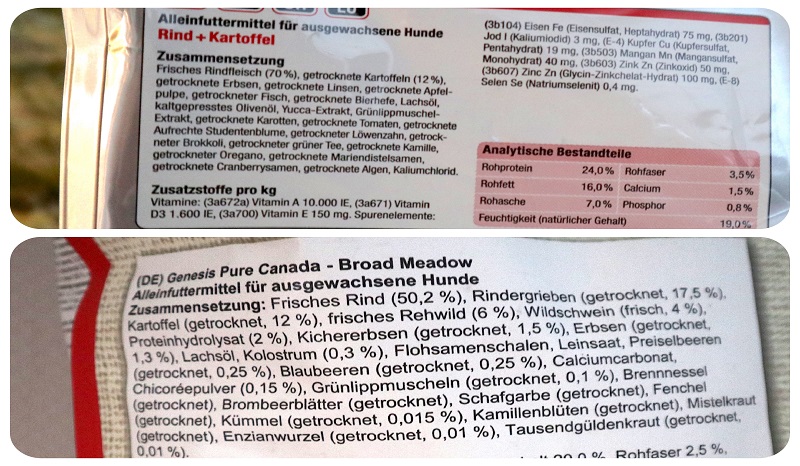 Alleinfuttermittel für ausgewachsene Hunde
Rind + Kartoffel
Zusammensetzung
Frisches Rindfleisch (70%), getrocknete Kartoffeln (12%),
getrocknete Erbsen, getrocknete Linsen, getrocknete Apfel-
pulpe, getrockneter Fisch, getrocknete Bierhefe, Lachsöl,
kaltgepresstes Olivenöl, Yucca-Extrakt, Grünlippmuschel-
Extrakt, getrocknete Karotten, getrocknete Tomaten, getrocknete
Aufrechte Studentenblume, getrockneter Löwenzahn, getrock-
neter Brokkoli, getrockneter grüner Tee, getrocknete Kamille,
getrockneter Oregano, getrocknete Mariendistelsamen,
getrocknete Cranberrysamen, getrocknete Algen, Kaliumchlorid.
Zusatzstoffe pro kg
Vitamine: (3a672a) Vitamin A 10.000 IE, (3a671) Vitamin
D3 1.600 IE, (3a700) Vitamin E 150 mg. Spurenelemente:
(3b104) Eisen Fe (Eisensulfat, Heptahydrat) 75 mg, (3b201)
Jod I (Kaliumiodid) 3 mg, (E-4) Kupfer Cu (Kupfersulfat,
Pentahydrat) 19 mg, (3b503) Mangan Mn (Mangansulfat,
Monohydrat) 40 mg, (3b603) Zink Zn (Zinkoxid) 50 mg,
(3b607) Zinc Zn (Glycin-Zinkchelat-Hydrat) 100 mg, (E-8)
Selen Se (Natriumselenit) 0,4 mg.
Analytische Bestandteile
Rohprotein 24,0% Rohfaser 3,5%
Rohfett 16,0% Calcium 1,5%
Rohasche 7,0% Phosphor 0,8%
Feuchtigkeit (natürlicher Gehalt) 19,0%
(DE) Genesis Pure Canada - Broad Meadow
Alleinfuttermittel für ausgewachsene Hunde
Zusammensetzung: Frisches Rind (50,2 %), Rindergrieben (getrocknet, 17,5 %),
Kartoffel (getrocknet, 12 %), frisches Rehwild (6 %), Wildschwein (frisch, 4 %),
Proteinhydrolysat (2 %), Kichererbsen (getrocknet, 1,5 %), Erbsen (getrocknet,
1,3 %), Lachsöl, Kolostrum (0,3 %), Flohsamenschalen, Leinsaat, Preiselbeeren
(getrocknet, 0,25 %), Blaubeeren (getrocknet, 0,25 %), Calciumcarbonat,
Chicoréepulver (0,15 %), Grünlippmuscheln (getrocknet, 0,1 %), Brennnessel
(getrocknet), Brombeerblätter (getrocknet), Schafgarbe (getrocknet), Fenchel
(getrocknet), Kümmel (getrocknet, 0,015 %), Kamillenblüten (getrocknet), Mistelkraut
(getrocknet), Enzianwurzel (getrocknet, 0,01 %), Tausendgüldenkraut (getrocknet,
0,01 %).
Rohfaser 2,5 %,